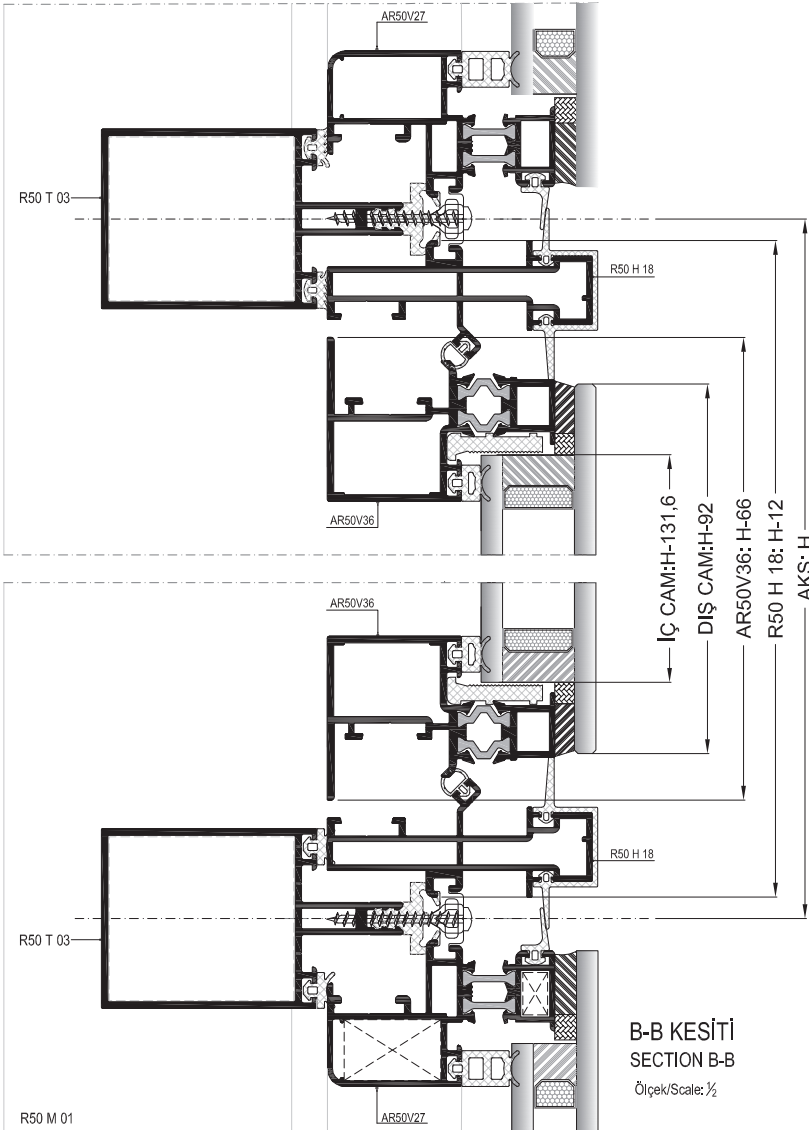 AR50V27
R50 T 03
R50 H 18
AR50V36
İÇ CAM:H-131,6
DIŞ CAM:H-92
AR50V36: H-66
R50 H 18: H-12
AKS: H
AR50V36
R50 H 18
R50 T 03
B-B KESİTİ
SECTION B-B
Ölçek/Scale: ½
R50 M 01
AR50V27